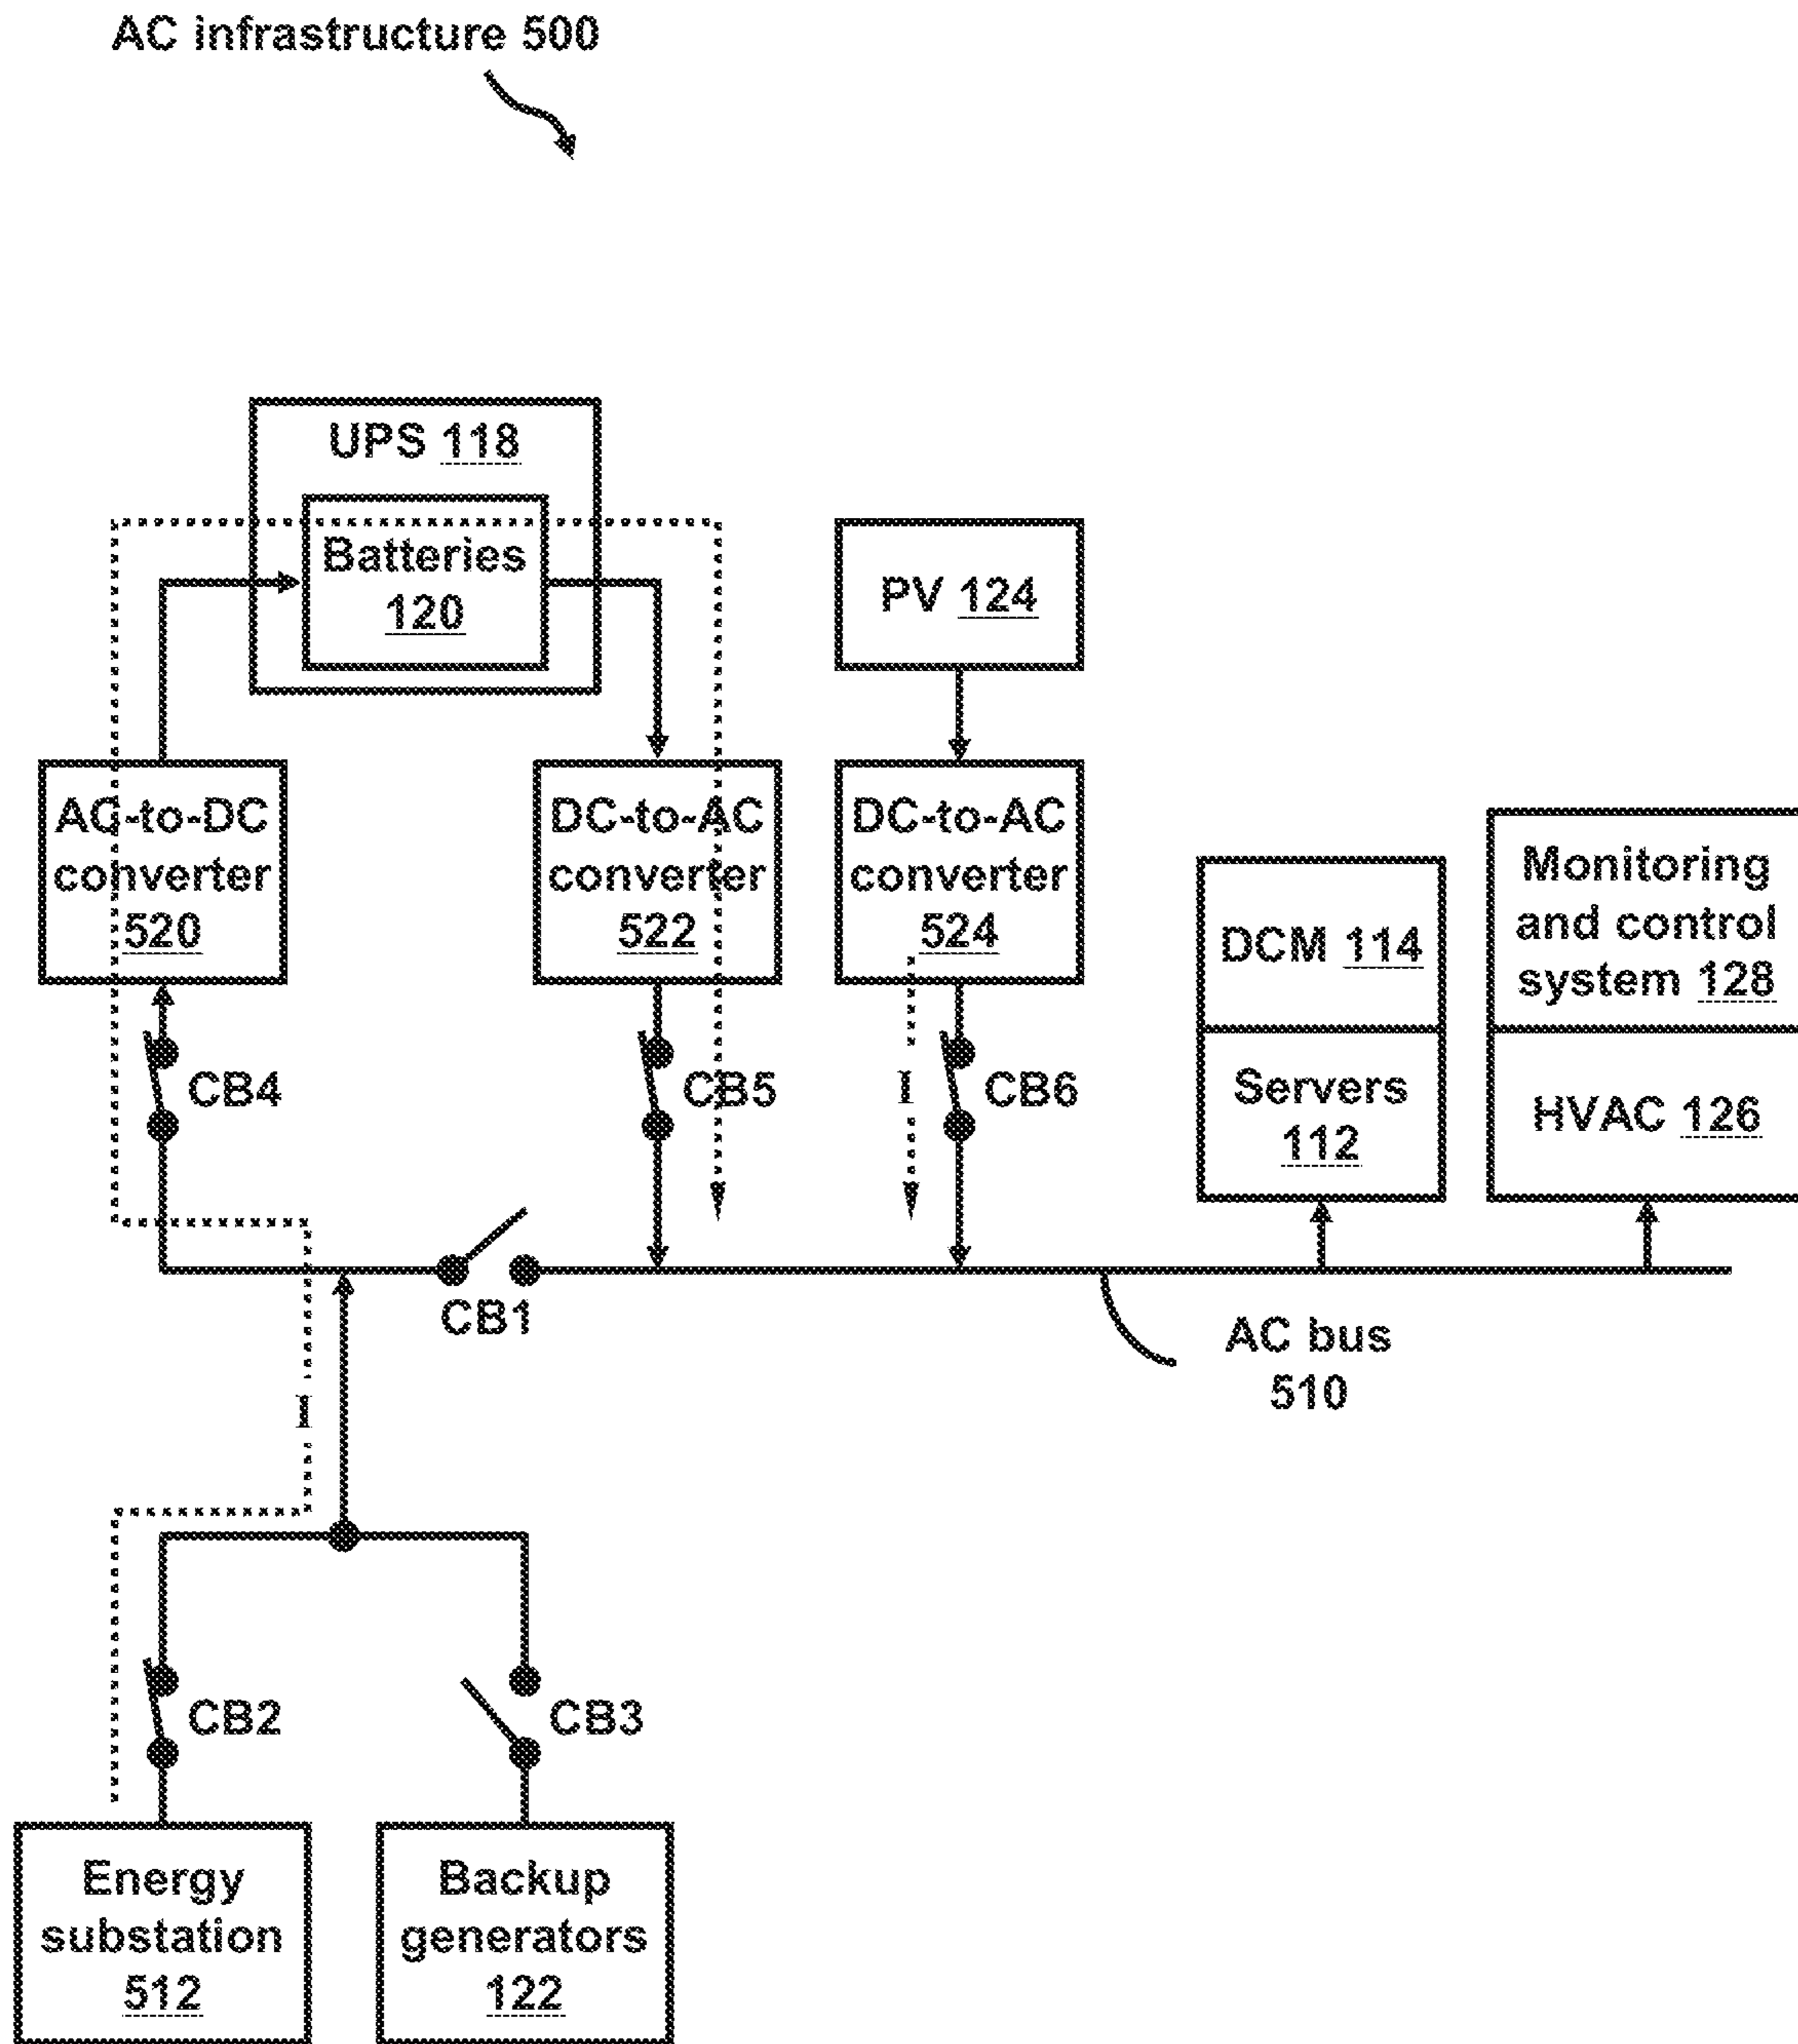 AC infrastructure 500
UPS 118
Batteries
120
PV 124
AC-to-DC
converter
520
DC-to-AC
converter
522
DC-to-AC
converter
524
DCM 114
Servers
112
Monitoring
and control
system 128
HVAC 126
CB4
CB5
I
CB6
CB1
AC bus
510
I
CB2
CB3
Energy
substation
512
Backup
generators
122